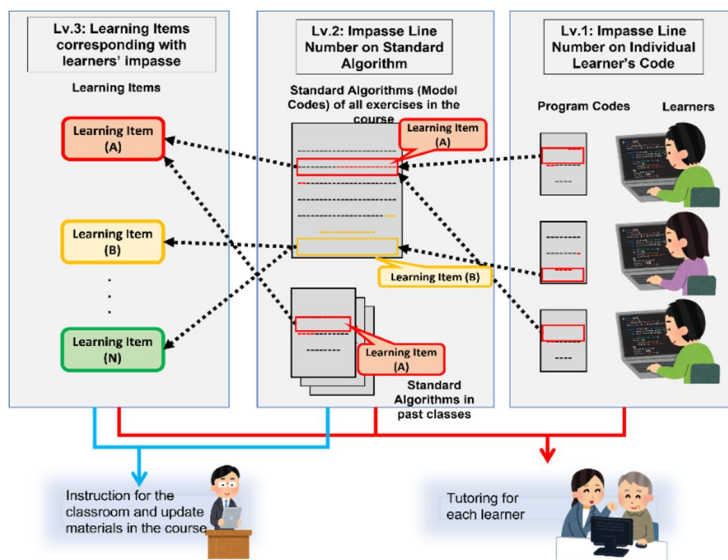 Lv.3: Learning Items
corresponding with
learners' impasse
Learning Items
Learning Item
(A)
Learning Item
(B)
.
.
.
Learning Item
(N)
Lv.2: Impasse Line
Number on Standard
Algorithm
Standard Algorithms (Model
Codes) of all exercises in the
course
Learning Item
(A)
Learning Item (B)
Learning Item
(A)
Standard
Algorithms in
past classes
Lv.1: Impasse Line
Number on Individual
Learner's Code
Program Codes
Learners
Instruction for the
classroom and update
materials in the course
Tutoring for
each learner